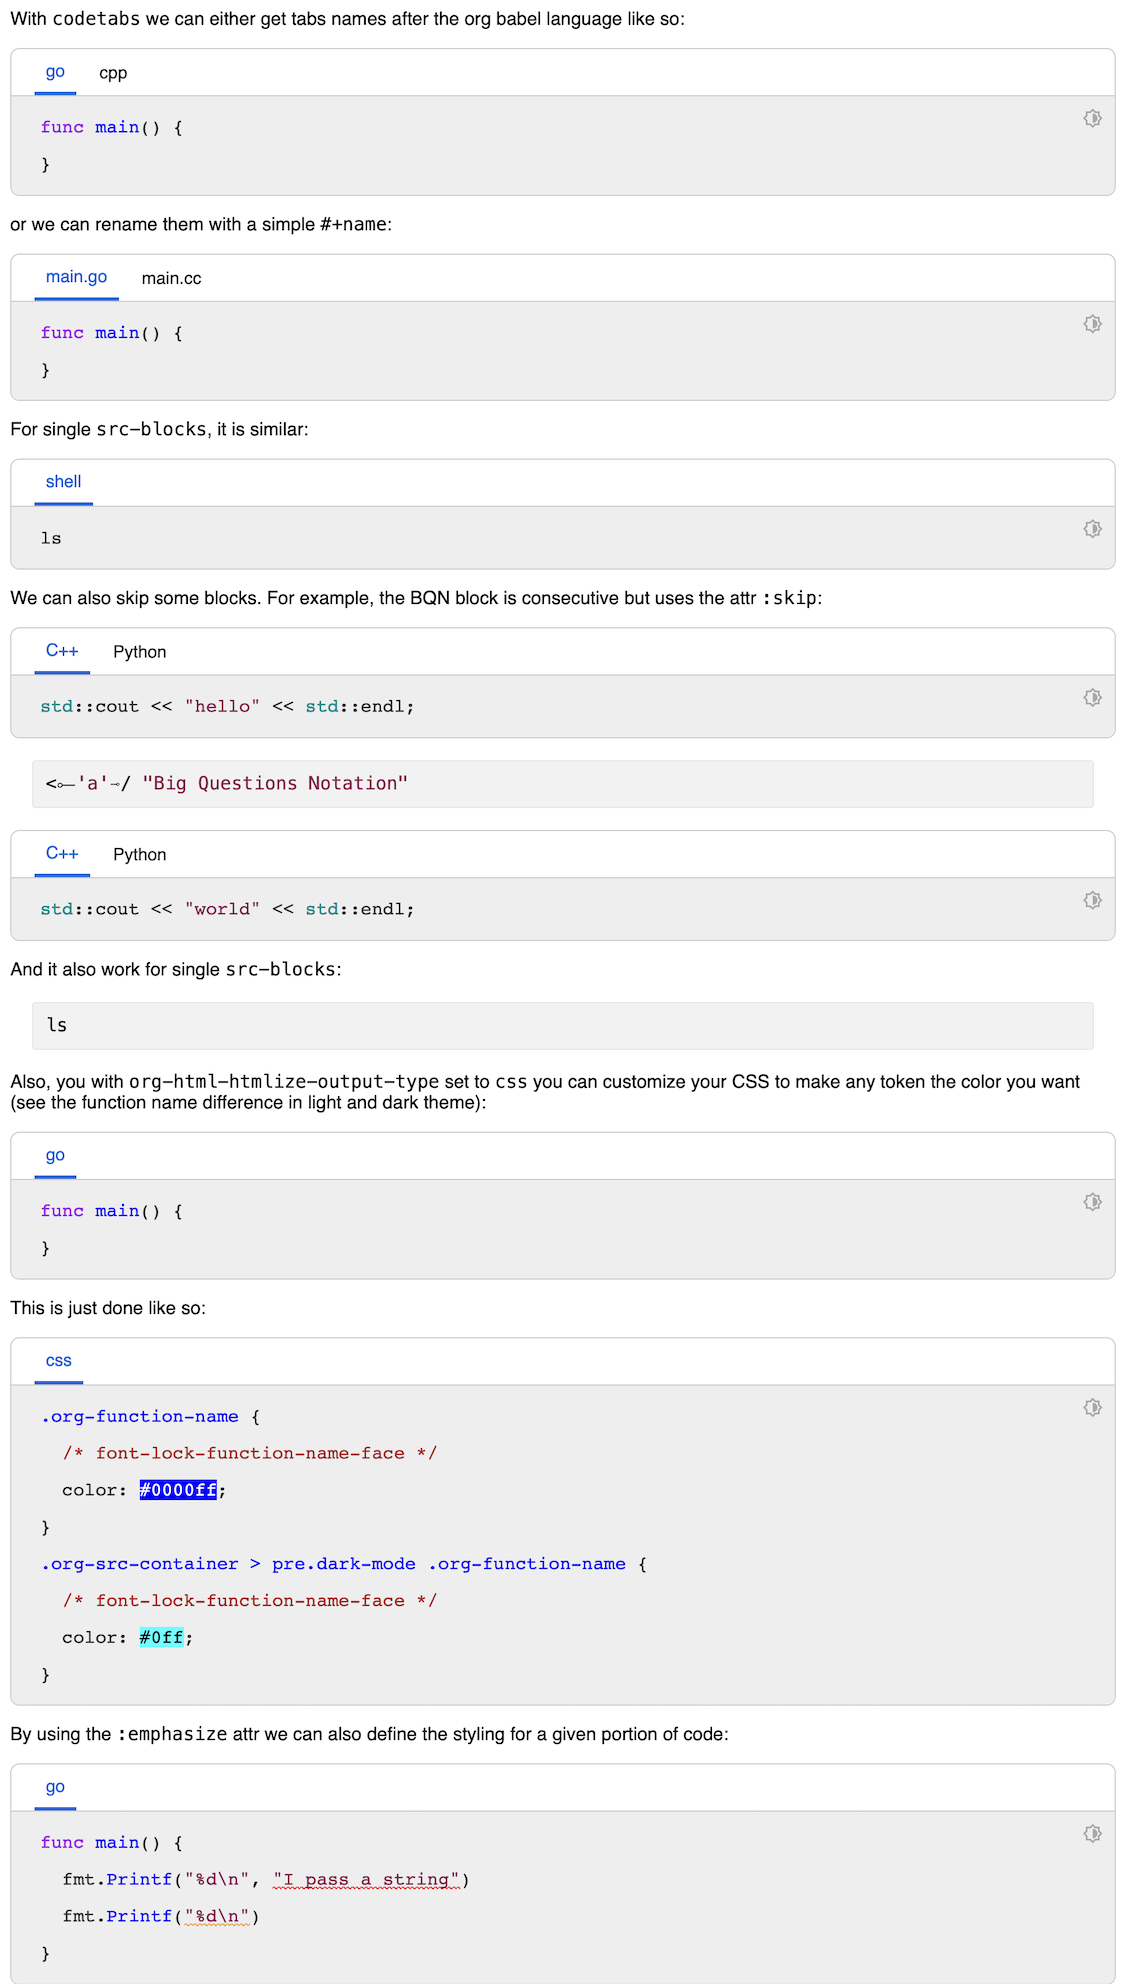 With codetabs we can either get tabs names after the org babel language like so:
go cpp
func main() {
}
or we can rename them with a simple #+name:
main.go main.cc
func main() {
}
For single src-blocks, it is similar:
shell
ls
We can also skip some blocks. For example, the BQN block is consecutive but uses the attr :skip:
C++ Python
std::cout << "hello" << std::endl;
<⟜'a'⊸/ "Big Questions Notation"
C++ Python
std::cout << "world" << std::endl;
And it also work for single src-blocks:
ls
Also, you with org-html-htmlize-output-type set to css you can customize your CSS to make any token the color you want
(see the function name difference in light and dark theme):
go
func main() {
}
This is just done like so:
css
.org-function-name {
/* font-lock-function-name-face */
color: #0000ff;
}
.org-src-container > pre.dark-mode .org-function-name {
/* font-lock-function-name-face */
color: #0ff;
}
By using the :emphasize attr we can also define the styling for a given portion of code:
go
func main() {
fmt.Printf("%d\n", "I pass a string")
fmt.Printf("%d\n")
}